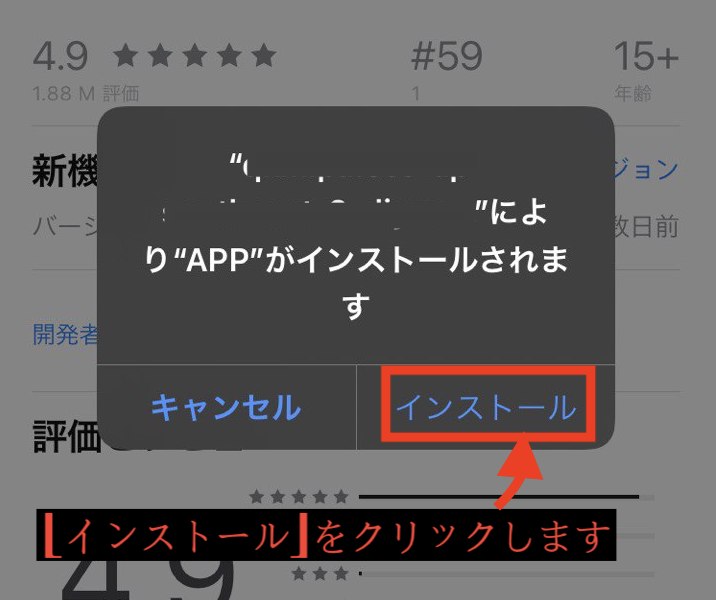 4.9 ★★★★★ #59 15+
1.88 M 評価 1 年齢
新機
ジョン
”によ
バージ
数日前
り“APP”がインストールされま
す
開発者
キャンセル インストール
評価
★★★★★
⌊インストール⌋をクリックします
4.9
★★★